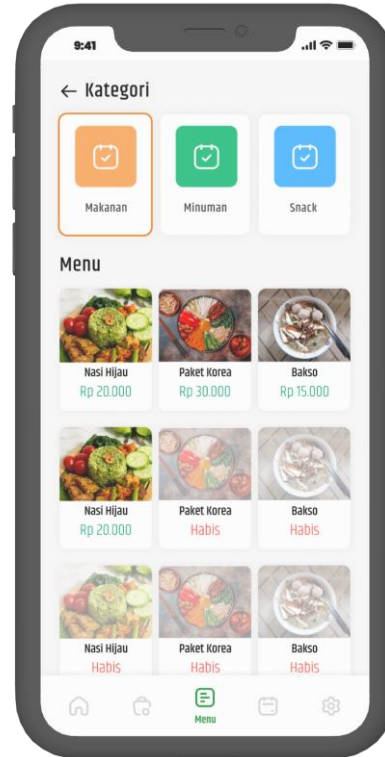 9:41
← Kategori
Makanan Minuman Snack
Menu
Nasi Hijau Paket Korea Bakso
Rp 20.000 Rp 30.000 Rp 15.000
Nasi Hijau Paket Korea Bakso
Rp 20.000 Habis Habis
Nasi Hijau Paket Korea Bakso
Habis Habis Habis
Menu